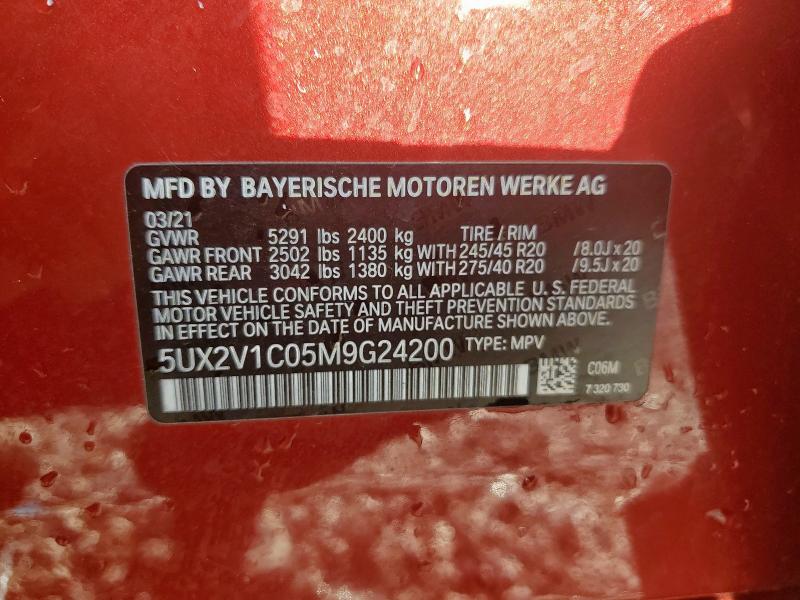 MFD BY BAYERISCHE MOTOREN WERKE AG
03/21
GVWR 5291 lbs 2400 kg TIRE / RIM
GAWR FRONT 2502 lbs 1135 kg WITH 245/45 R20 /8.0J x 20
GAWR REAR 3042 lbs 1380 kg WITH 275/40 R20 /9.5J x 20
THIS VEHICLE CONFORMS TO ALL APPLICABLE U. S. FEDERAL
MOTOR VEHICLE SAFETY AND THEFT PREVENTION STANDARDS
IN EFFECT ON THE DATE OF MANUFACTURE SHOWN ABOVE.
5UX2V1C05M9G24200 TYPE: MPV
C06M
7 320 730